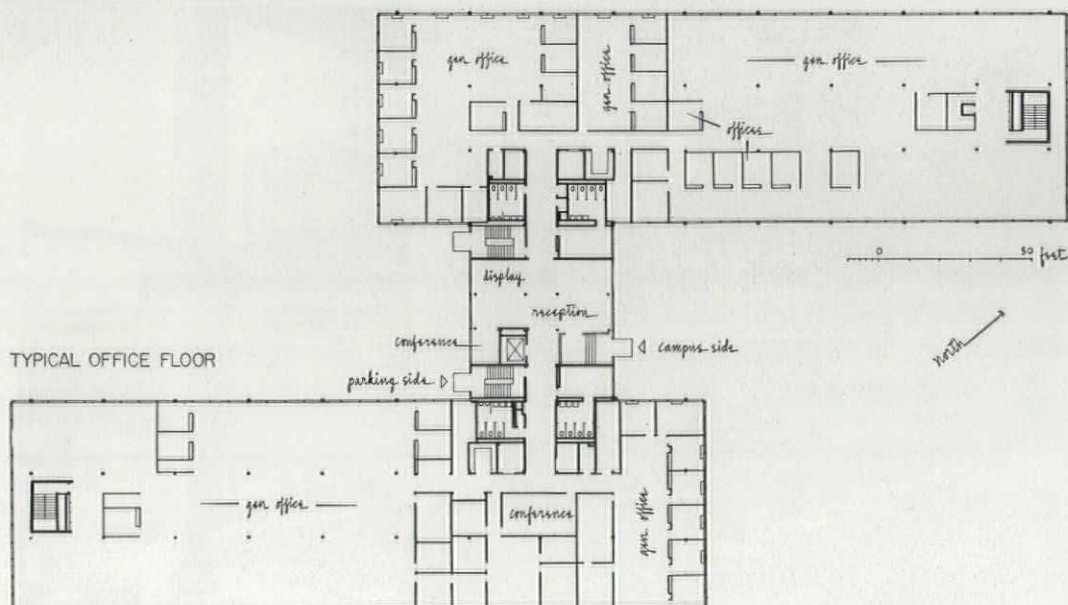 gen office
gen office
gen office
offices
0 50 feet
display
reception
north
conference
campus side
TYPICAL OFFICE FLOOR
parking side
gen office
conference
gen office